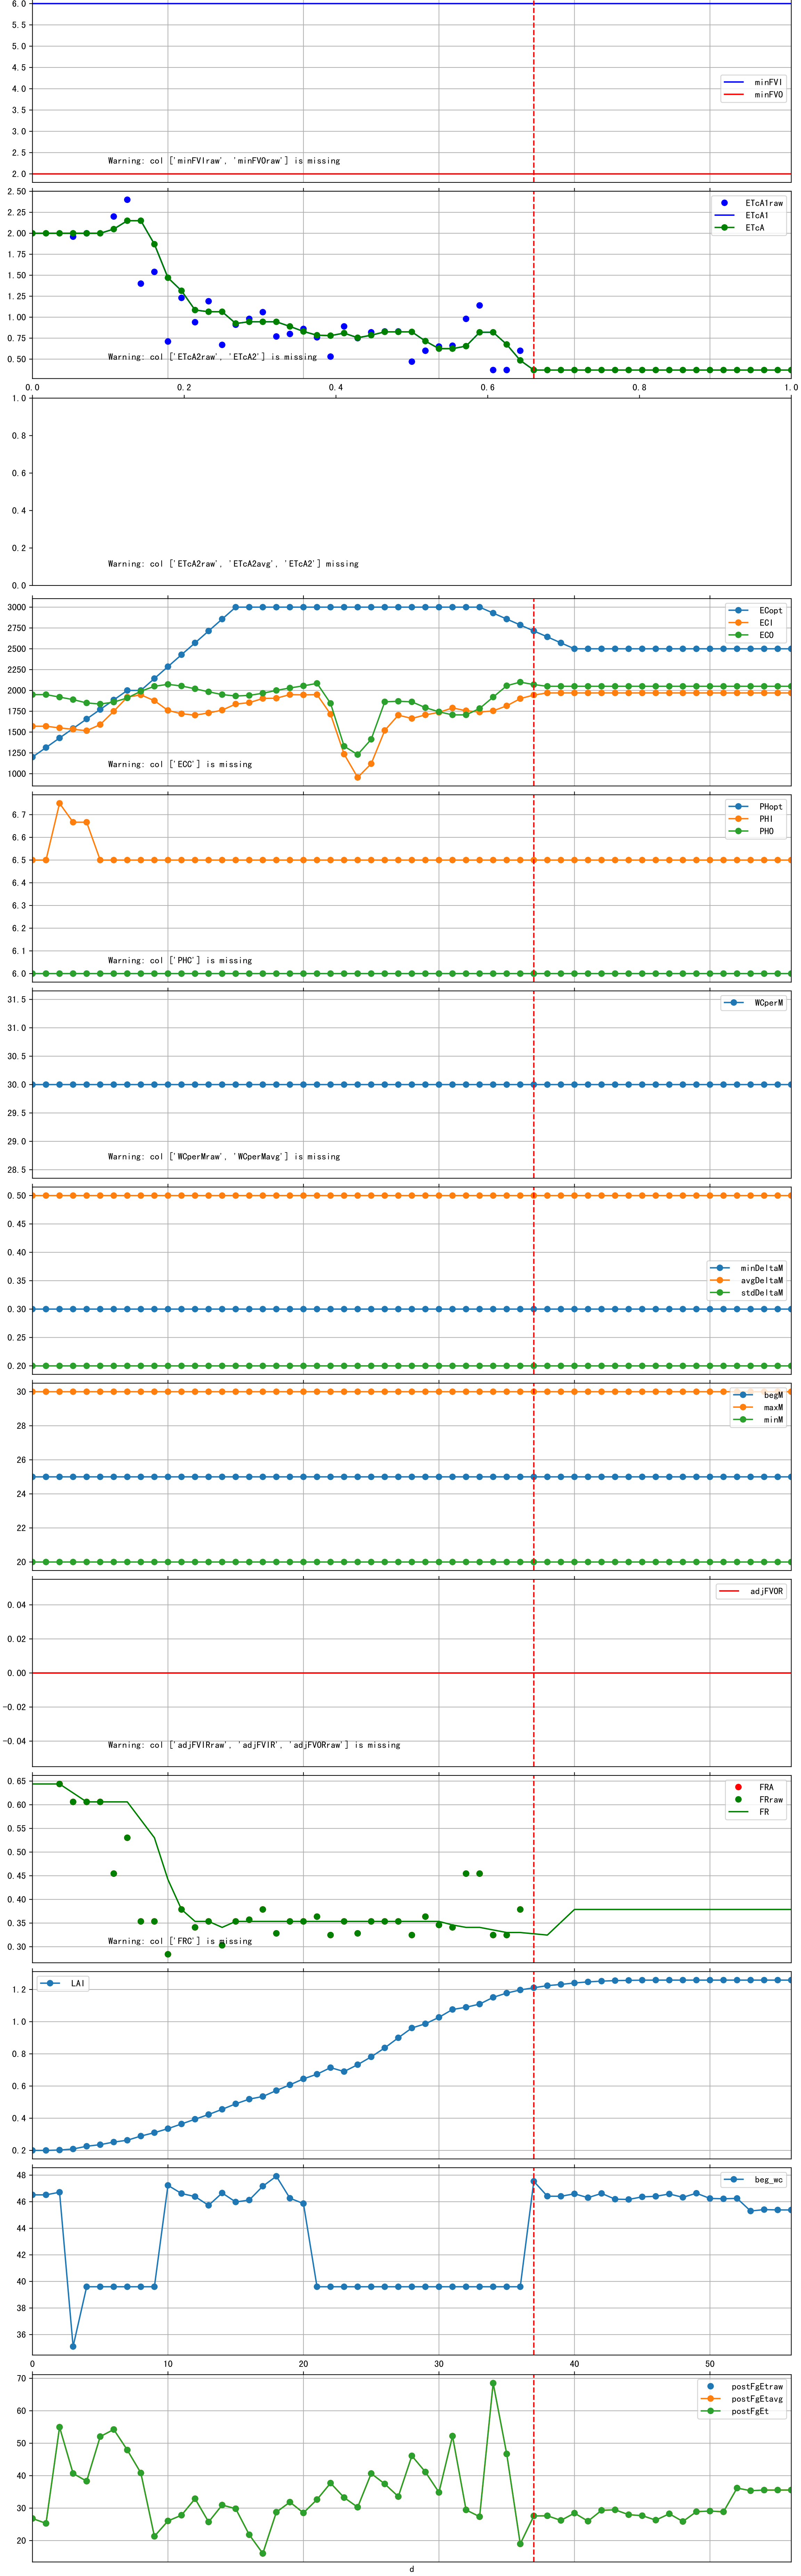 6.0
5.5
5.0
4.5
4.0
3.5
3.0
2.5
2.0
minFVI
minFVO
Warning: col ['minFVIraw', 'minFVOraw'] is missing
2.50
2.25
2.00
1.75
1.50
1.25
1.00
0.75
0.50
ETcA1raw
ETcA1
ETcA
Warning: col ['ETcA2raw', 'ETcA2'] is missing
0.0 0.2 0.4 0.6 0.8 1.0
1.0
0.8
0.6
0.4
0.2
0.0
Warning: col ['ETcA2raw', 'ETcA2avg', 'ETcA2'] missing
3000
2750
2500
2250
2000
1750
1500
1250
1000
ECopt
ECI
ECO
Warning: col ['ECC'] is missing
6.7
6.6
6.5
6.4
6.3
6.2
6.1
6.0
PHopt
PHI
PHO
Warning: col ['PHC'] is missing
31.5
31.0
30.5
30.0
29.5
29.0
28.5
WCperM
Warning: col ['WCperMraw', 'WCperMavg'] is missing
0.50
0.45
0.40
0.35
0.30
0.25
0.20
minDeltaM
avgDeltaM
stdDeltaM
30
28
26
24
22
20
begM
maxM
minM
0.04
0.02
0.00
-0.02
-0.04
adjFVOR
Warning: col ['adjFVIRraw', 'adjFVIR', 'adjFVORraw'] is missing
0.65
0.60
0.55
0.50
0.45
0.40
0.35
0.30
FRA
FRraw
FR
Warning: col ['FRC'] is missing
1.2
1.0
0.8
0.6
0.4
0.2
LAI
48
46
44
42
40
38
36
beg_wc
0 10 20 30 40 50
70
60
50
40
30
20
postFgEtraw
postFgEtavg
postFgEt
d